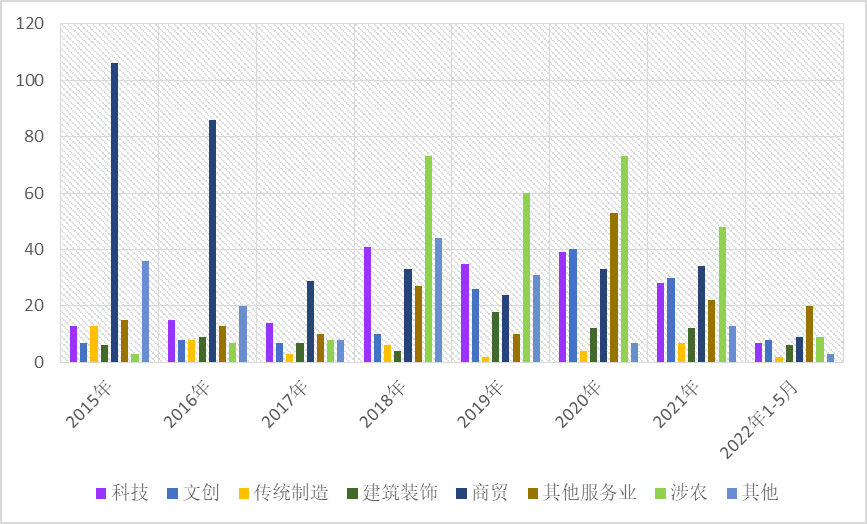 120
100
80
60
40
20
0
2015年
2016年
2017年
2018年
2019年
2020年
2021年
2022年1-5月
科技 文创 传统制造 建筑装饰 商贸 其他服务业 涉农 其他